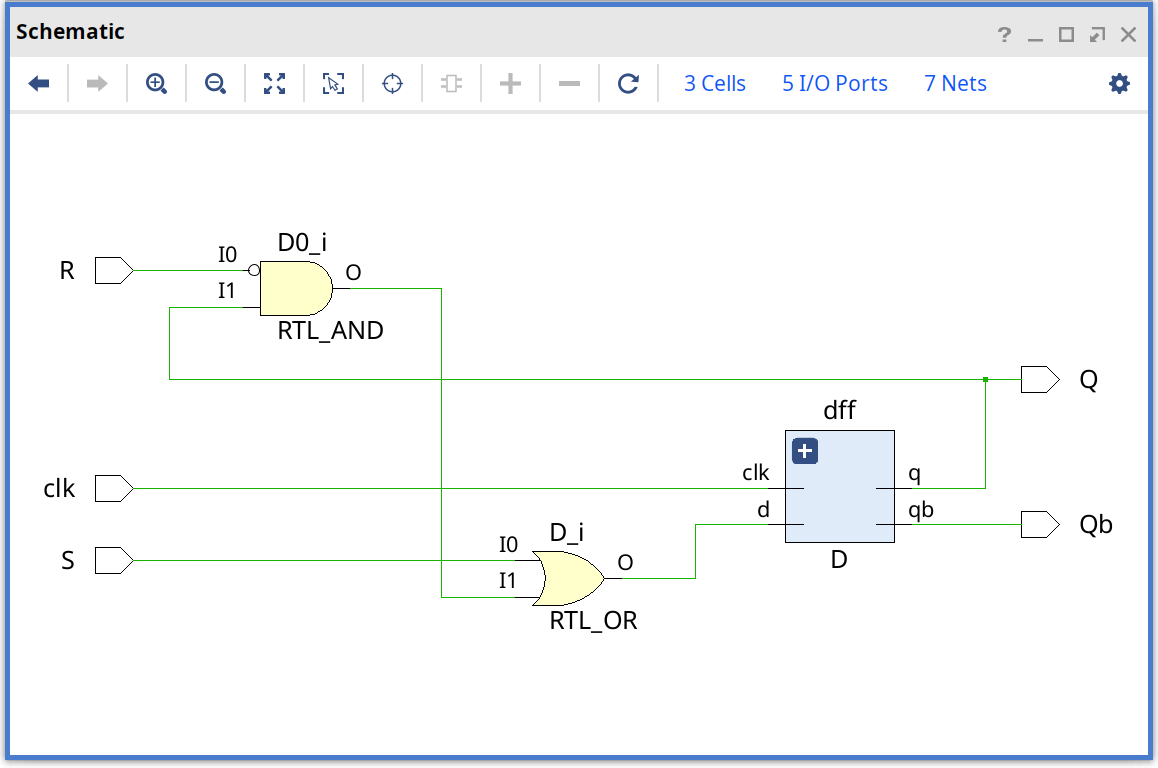 Schematic
?
3 Cells
5 I/O Ports
7 Nets
D0_i
R
I0
I1
O
RTL_AND
Q
dff
clk
clk
q
d
qb
Qb
D
D_i
S
I0
I1
O
RTL_OR